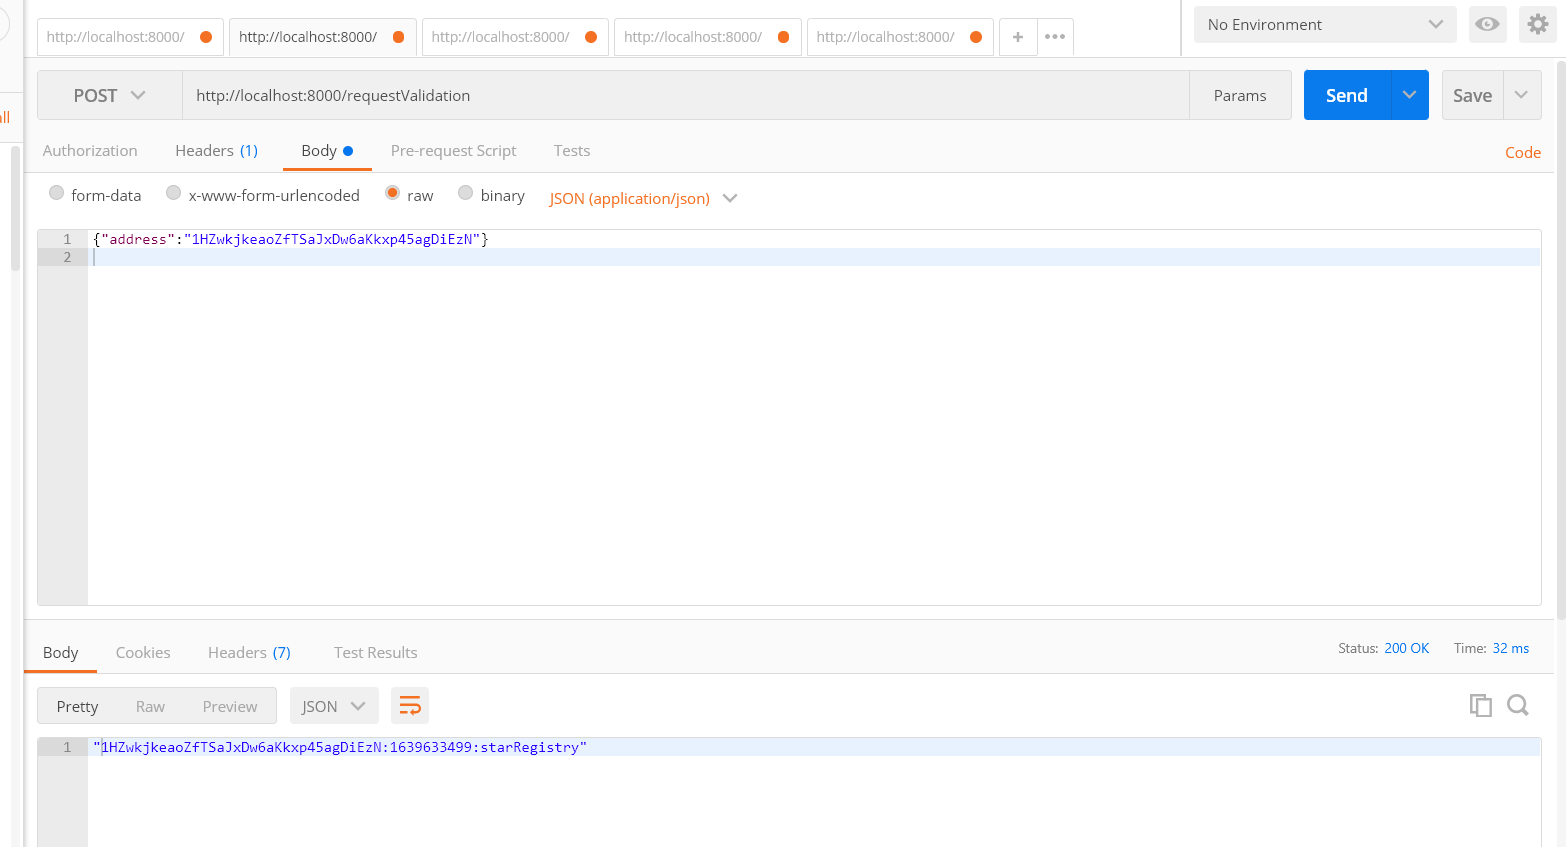 http://localhost:8000/ http://localhost:8000/ http://localhost:8000/ http://localhost:8000/ http://localhost:8000/ + ••• No Environment
POST http://localhost:8000/requestValidation Params Send Save
all
Authorization Headers (1) Body Pre-request Script Tests Code
form-data x-www-form-urlencoded raw binary JSON (application/json)
1 {"address":"1HZwkjkeaoZfTSaJxDw6aKkxp45agDiEzN"}
2
Body Cookies Headers (7) Test Results Status: 200 OK Time: 32 ms
Pretty Raw Preview JSON
1 "1HZwkjkeaoZfTSaJxDw6aKkxp45agDiEzN:1639633499:starRegistry"